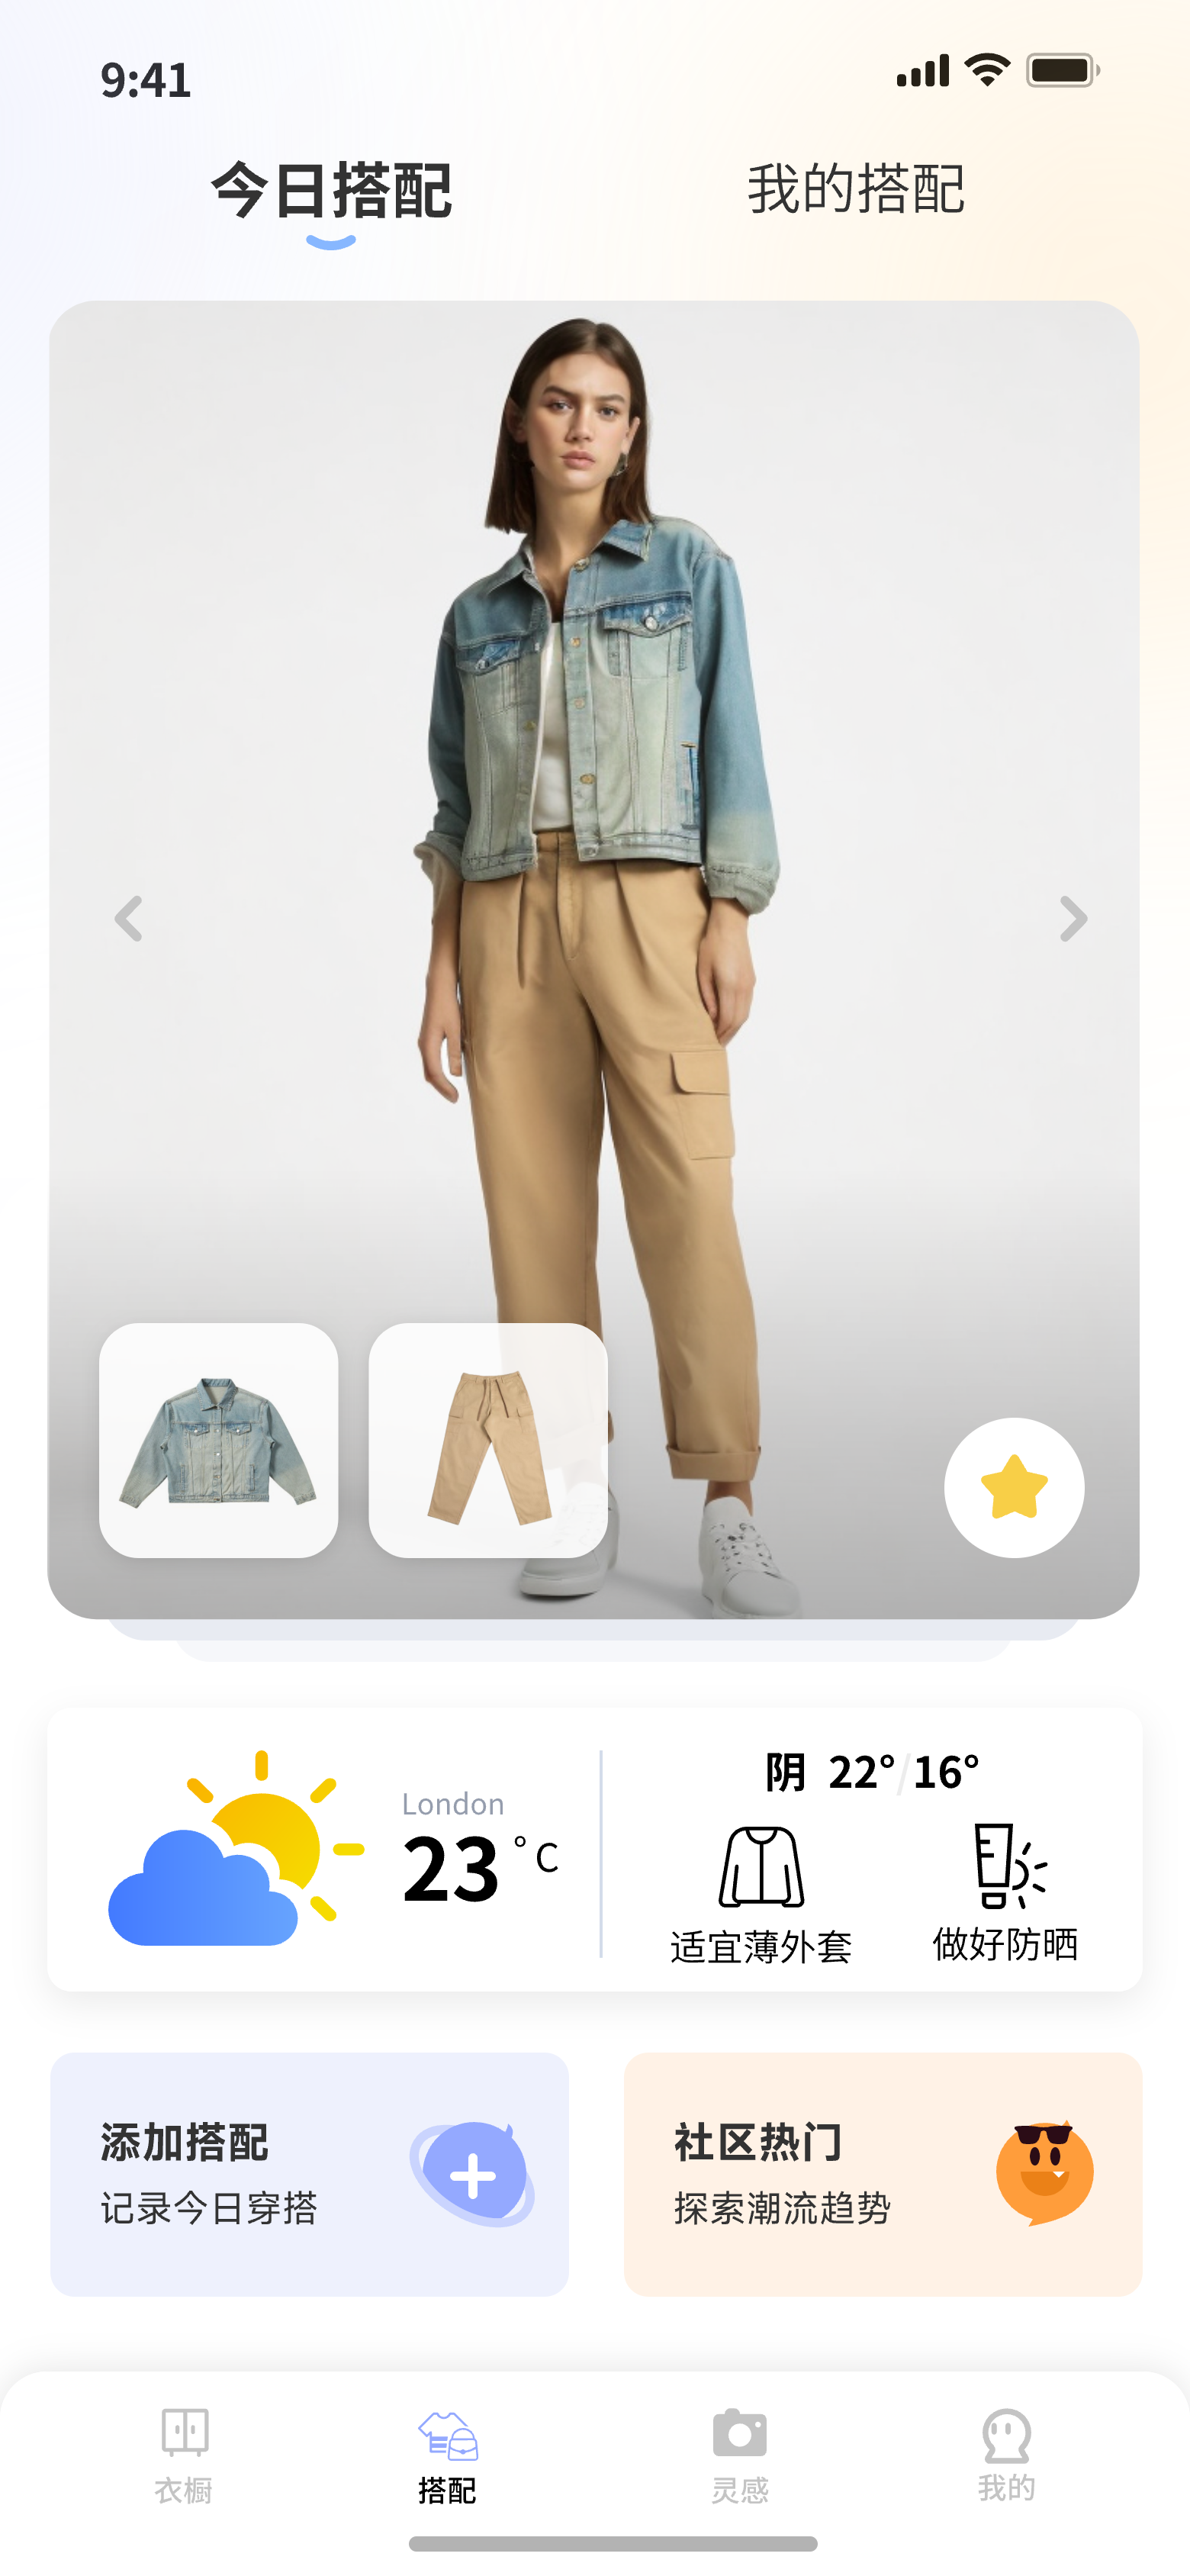 9:41
今日搭配
我的搭配
London
23°C
阴 22°/16°
适宜薄外套
做好防晒
添加搭配
记录今日穿搭
社区热门
探索潮流趋势
衣橱
搭配
灵感
我的